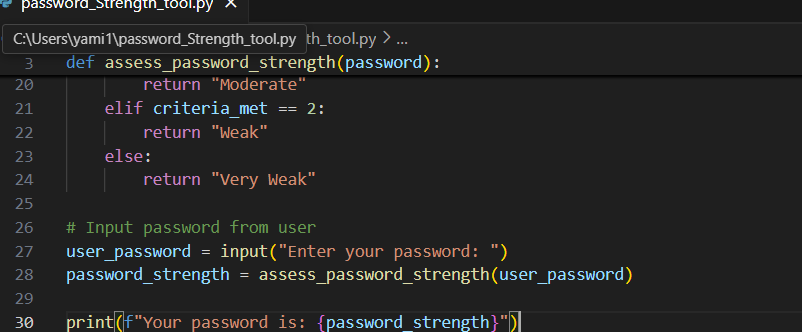 password_Strength_tool.py ✕
C:\Users\yami1\password_Strength_tool.py th_tool.py > ...
3 def assess_password_strength(password):
20 return "Moderate"
21 elif criteria_met == 2:
22 return "Weak"
23 else:
24 return "Very Weak"
25
26 # Input password from user
27 user_password = input("Enter your password: ")
28 password_strength = assess_password_strength(user_password)
29
30 print(f"Your password is: {password_strength}")